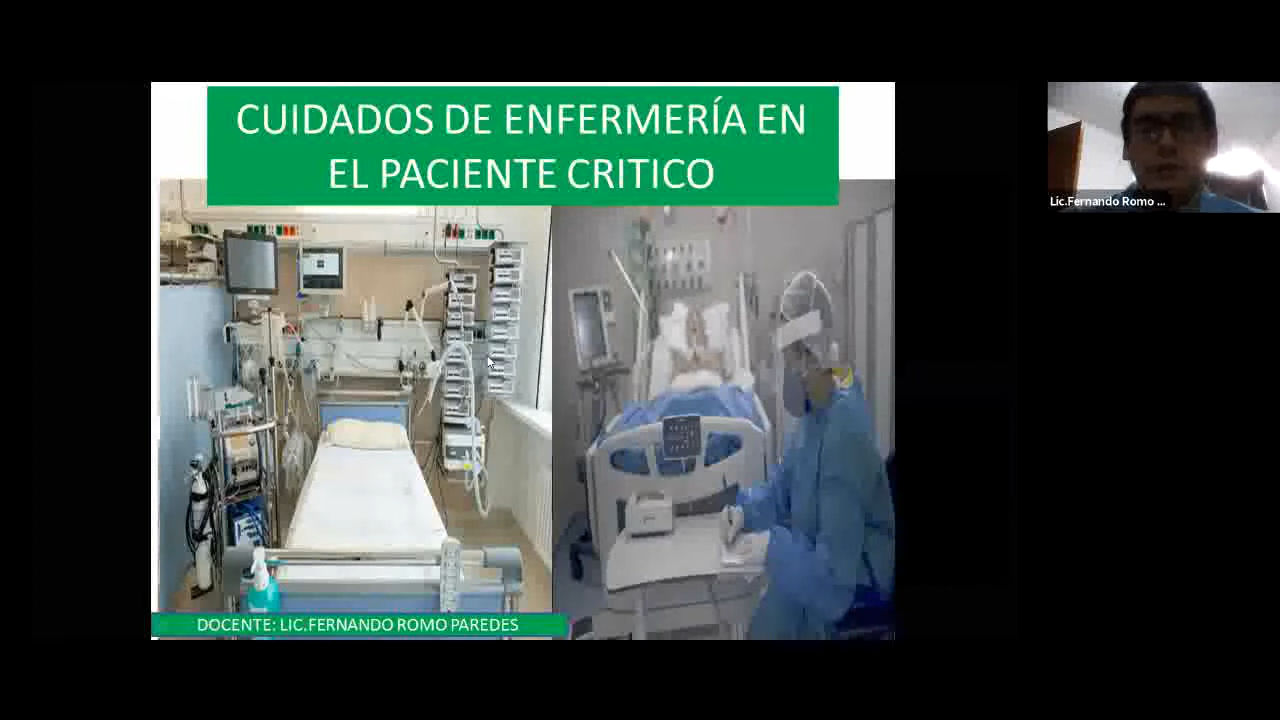 CUIDADOS DE ENFERMERÍA EN
EL PACIENTE CRITICO
Lic.Fernando Romo ...
DOCENTE: LIC.FERNANDO ROMO PAREDES